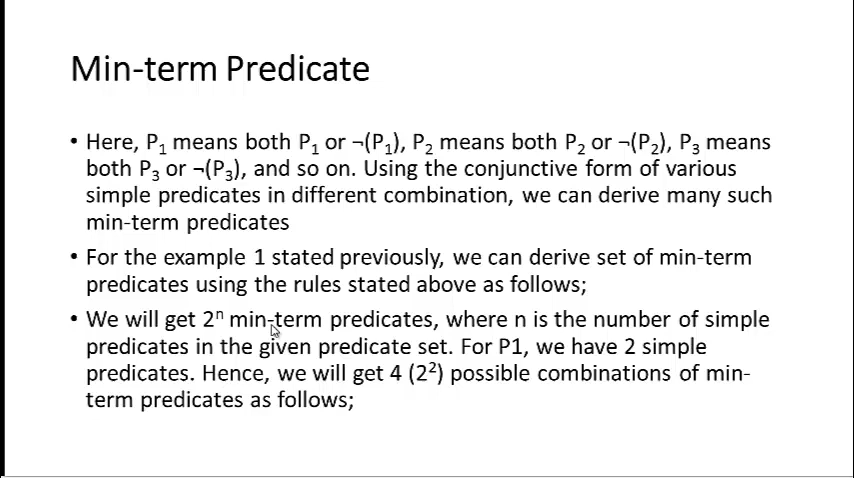 Min-term Predicate
• Here, P₁ means both P₁ or ¬(P₁), P₂ means both P₂ or ¬(P₂), P₃ means
both P₃ or ¬(P₃), and so on. Using the conjunctive form of various
simple predicates in different combination, we can derive many such
min-term predicates
• For the example 1 stated previously, we can derive set of min-term
predicates using the rules stated above as follows;
• We will get 2ⁿ min-term predicates, where n is the number of simple
predicates in the given predicate set. For P1, we have 2 simple
predicates. Hence, we will get 4 (2²) possible combinations of min-
term predicates as follows;